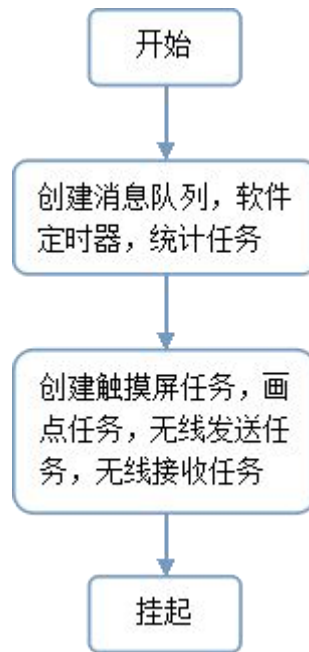 开始
创建消息队列，软件
定时器，统计任务
创建触摸屏任务，画
点任务，无线发送任
务，无线接收任务
挂起